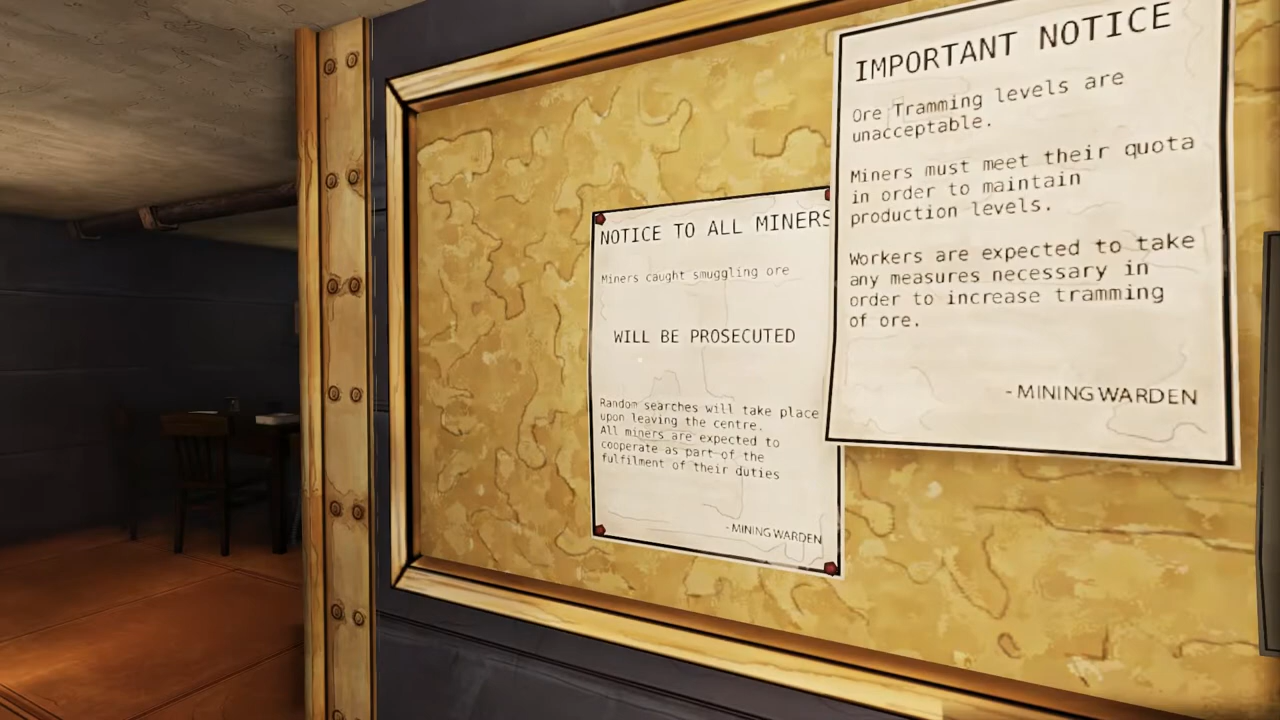 NOTICE TO ALL MINERS
Miners caught smuggling ore
WILL BE PROSECUTED
Random searches will take place
upon leaving the centre.
All miners are expected to
cooperate as part of the
fulfilment of their duties
- MINING WARDEN
IMPORTANT NOTICE
Ore Tramming levels are
unacceptable.
Miners must meet their quota
in order to maintain
production levels.
Workers are expected to take
any measures necessary in
order to increase tramming
of ore.
- MINING WARDEN